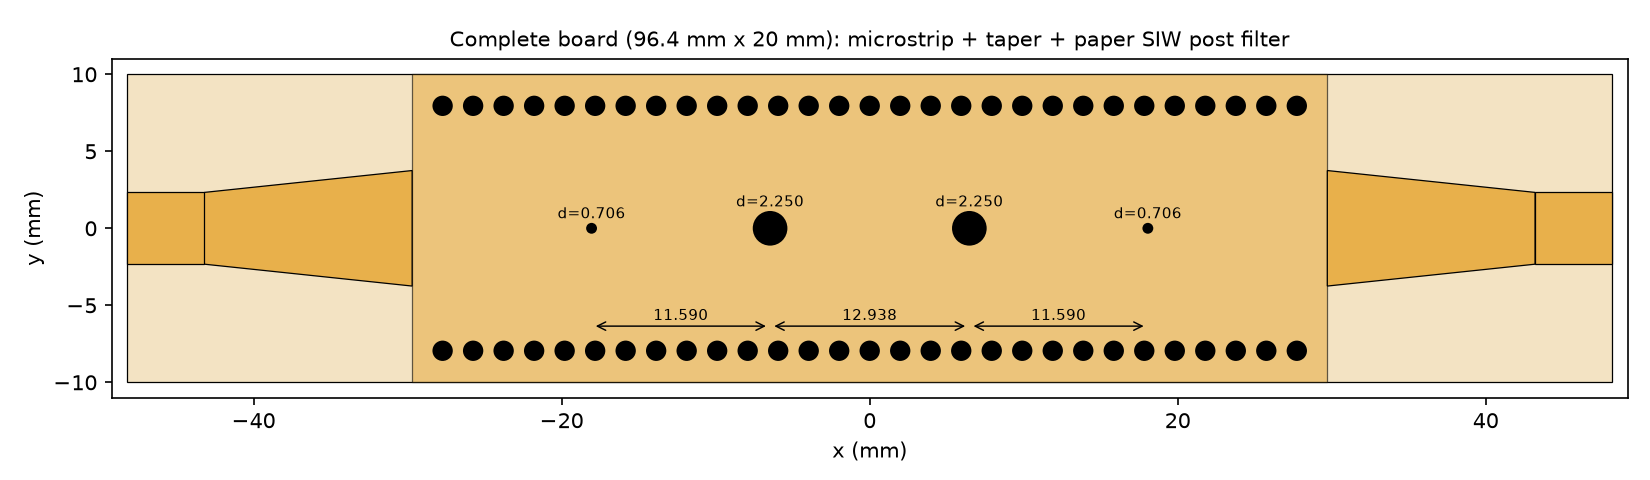 Complete board (96.4 mm x 20 mm): microstrip + taper + paper SIW post filter
10
5
0
−5
−10
y (mm)
d=0.706
d=2.250
d=2.250
d=0.706
11.590
12.938
11.590
−40
−20
0
20
40
x (mm)